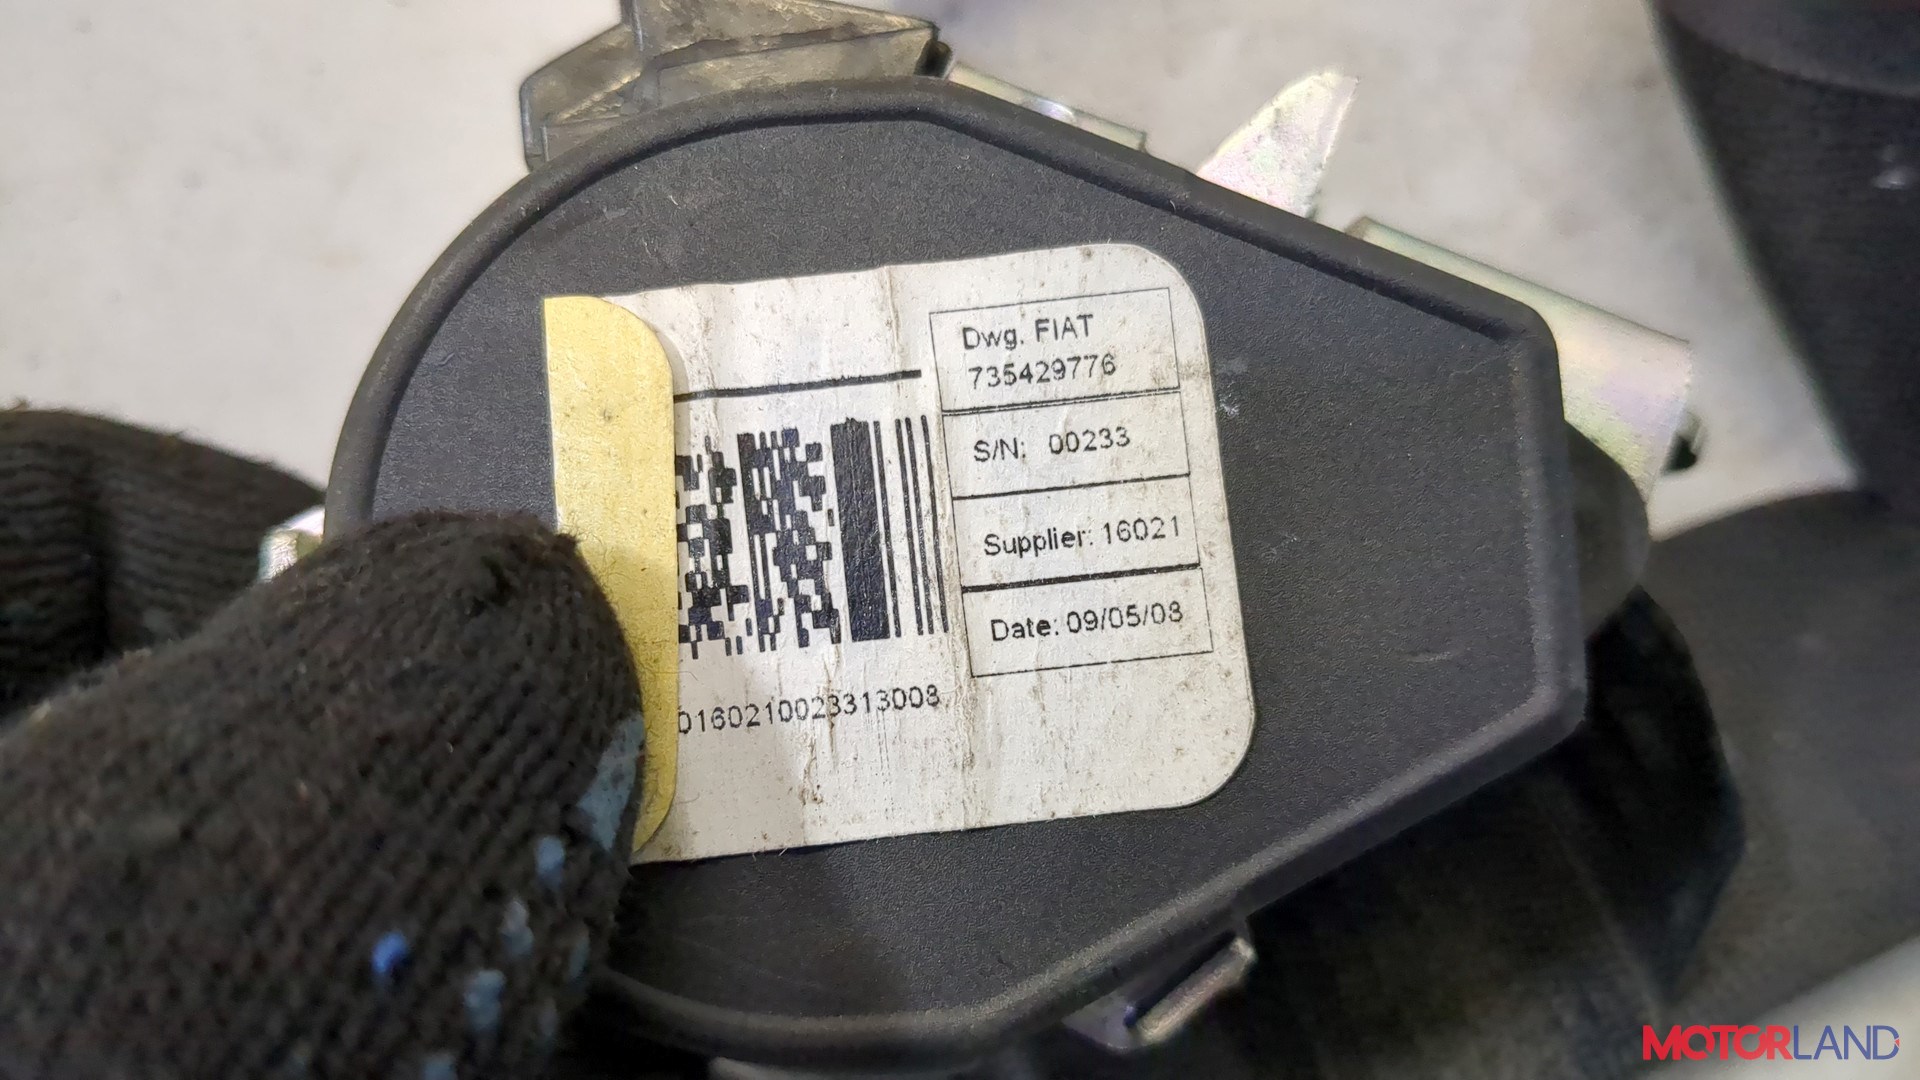 Dwg. FIAT
735429776
S/N: 00233
Supplier: 16021
Date: 09/05/08
0160210023313008
MOTORLAND